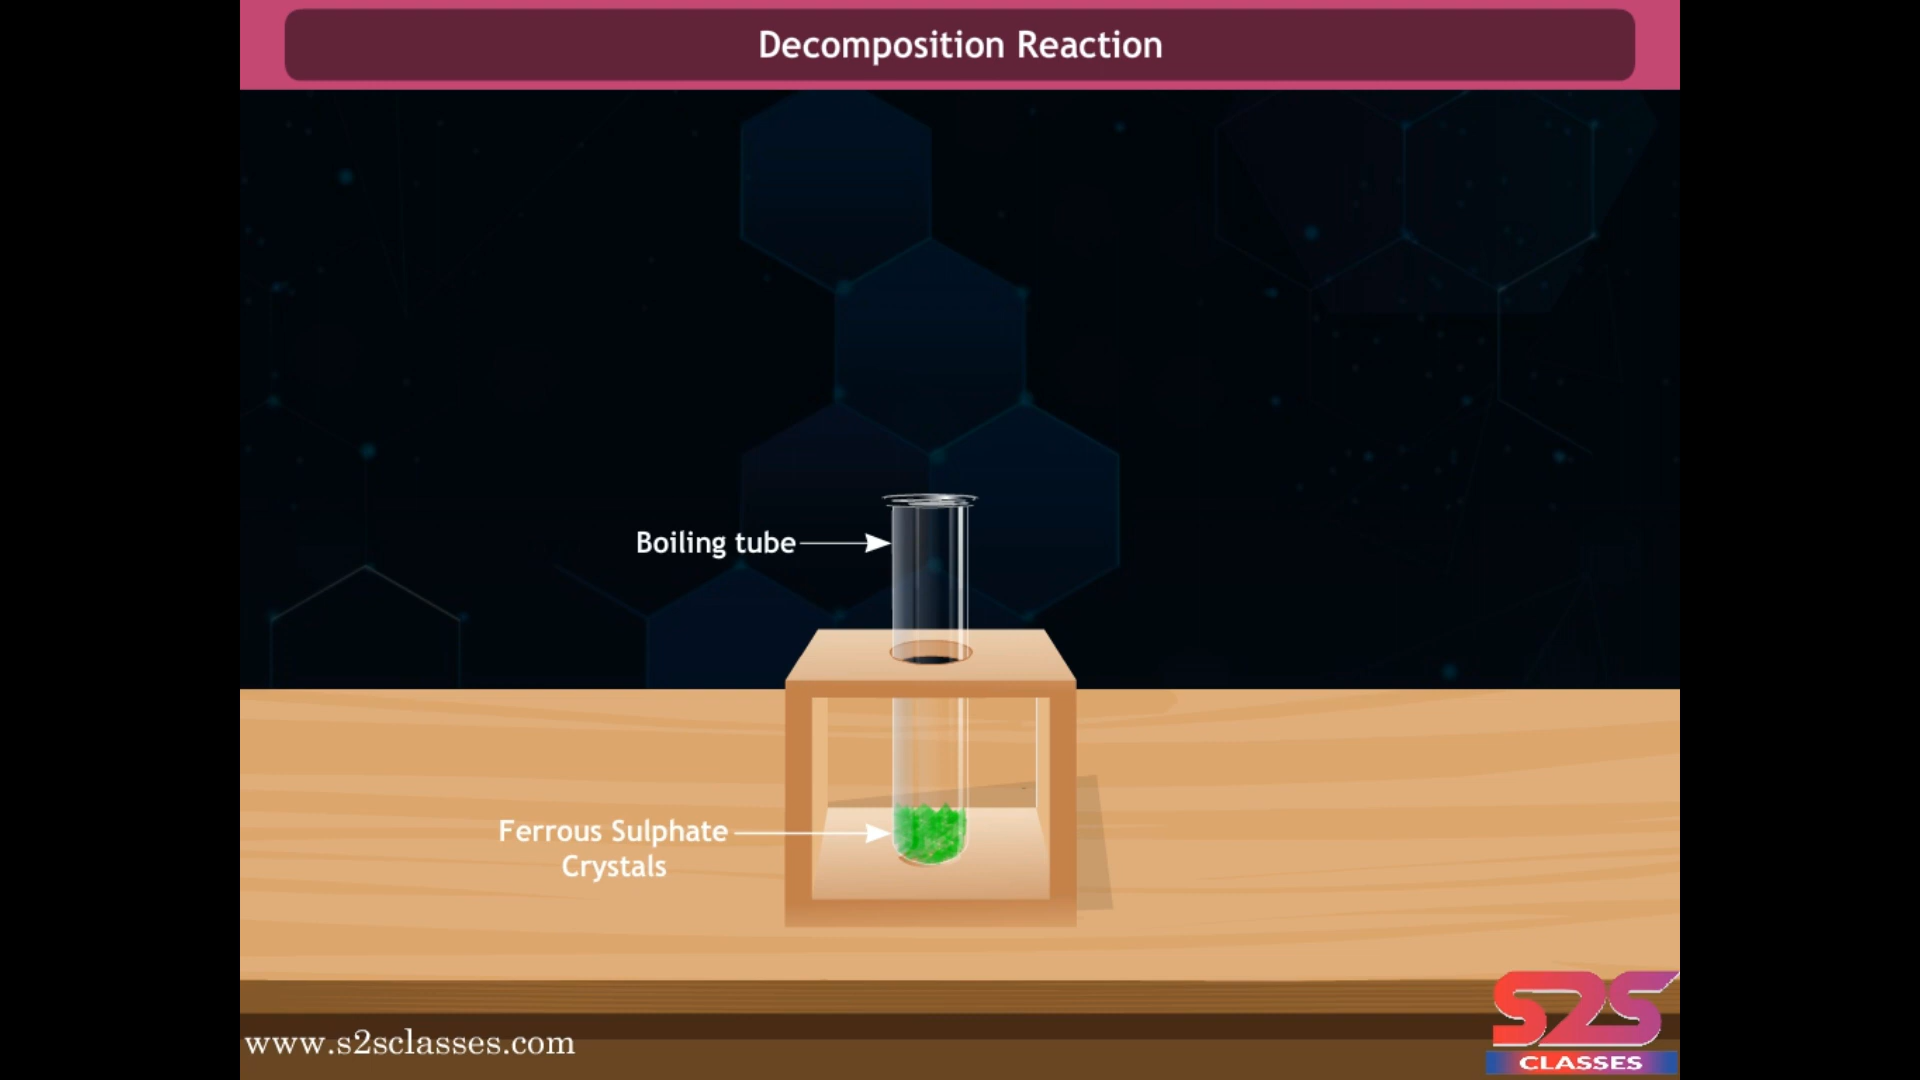 Decomposition Reaction
Boiling tube
Ferrous Sulphate
Crystals
www.s2sclasses.com
S2S
CLASSES